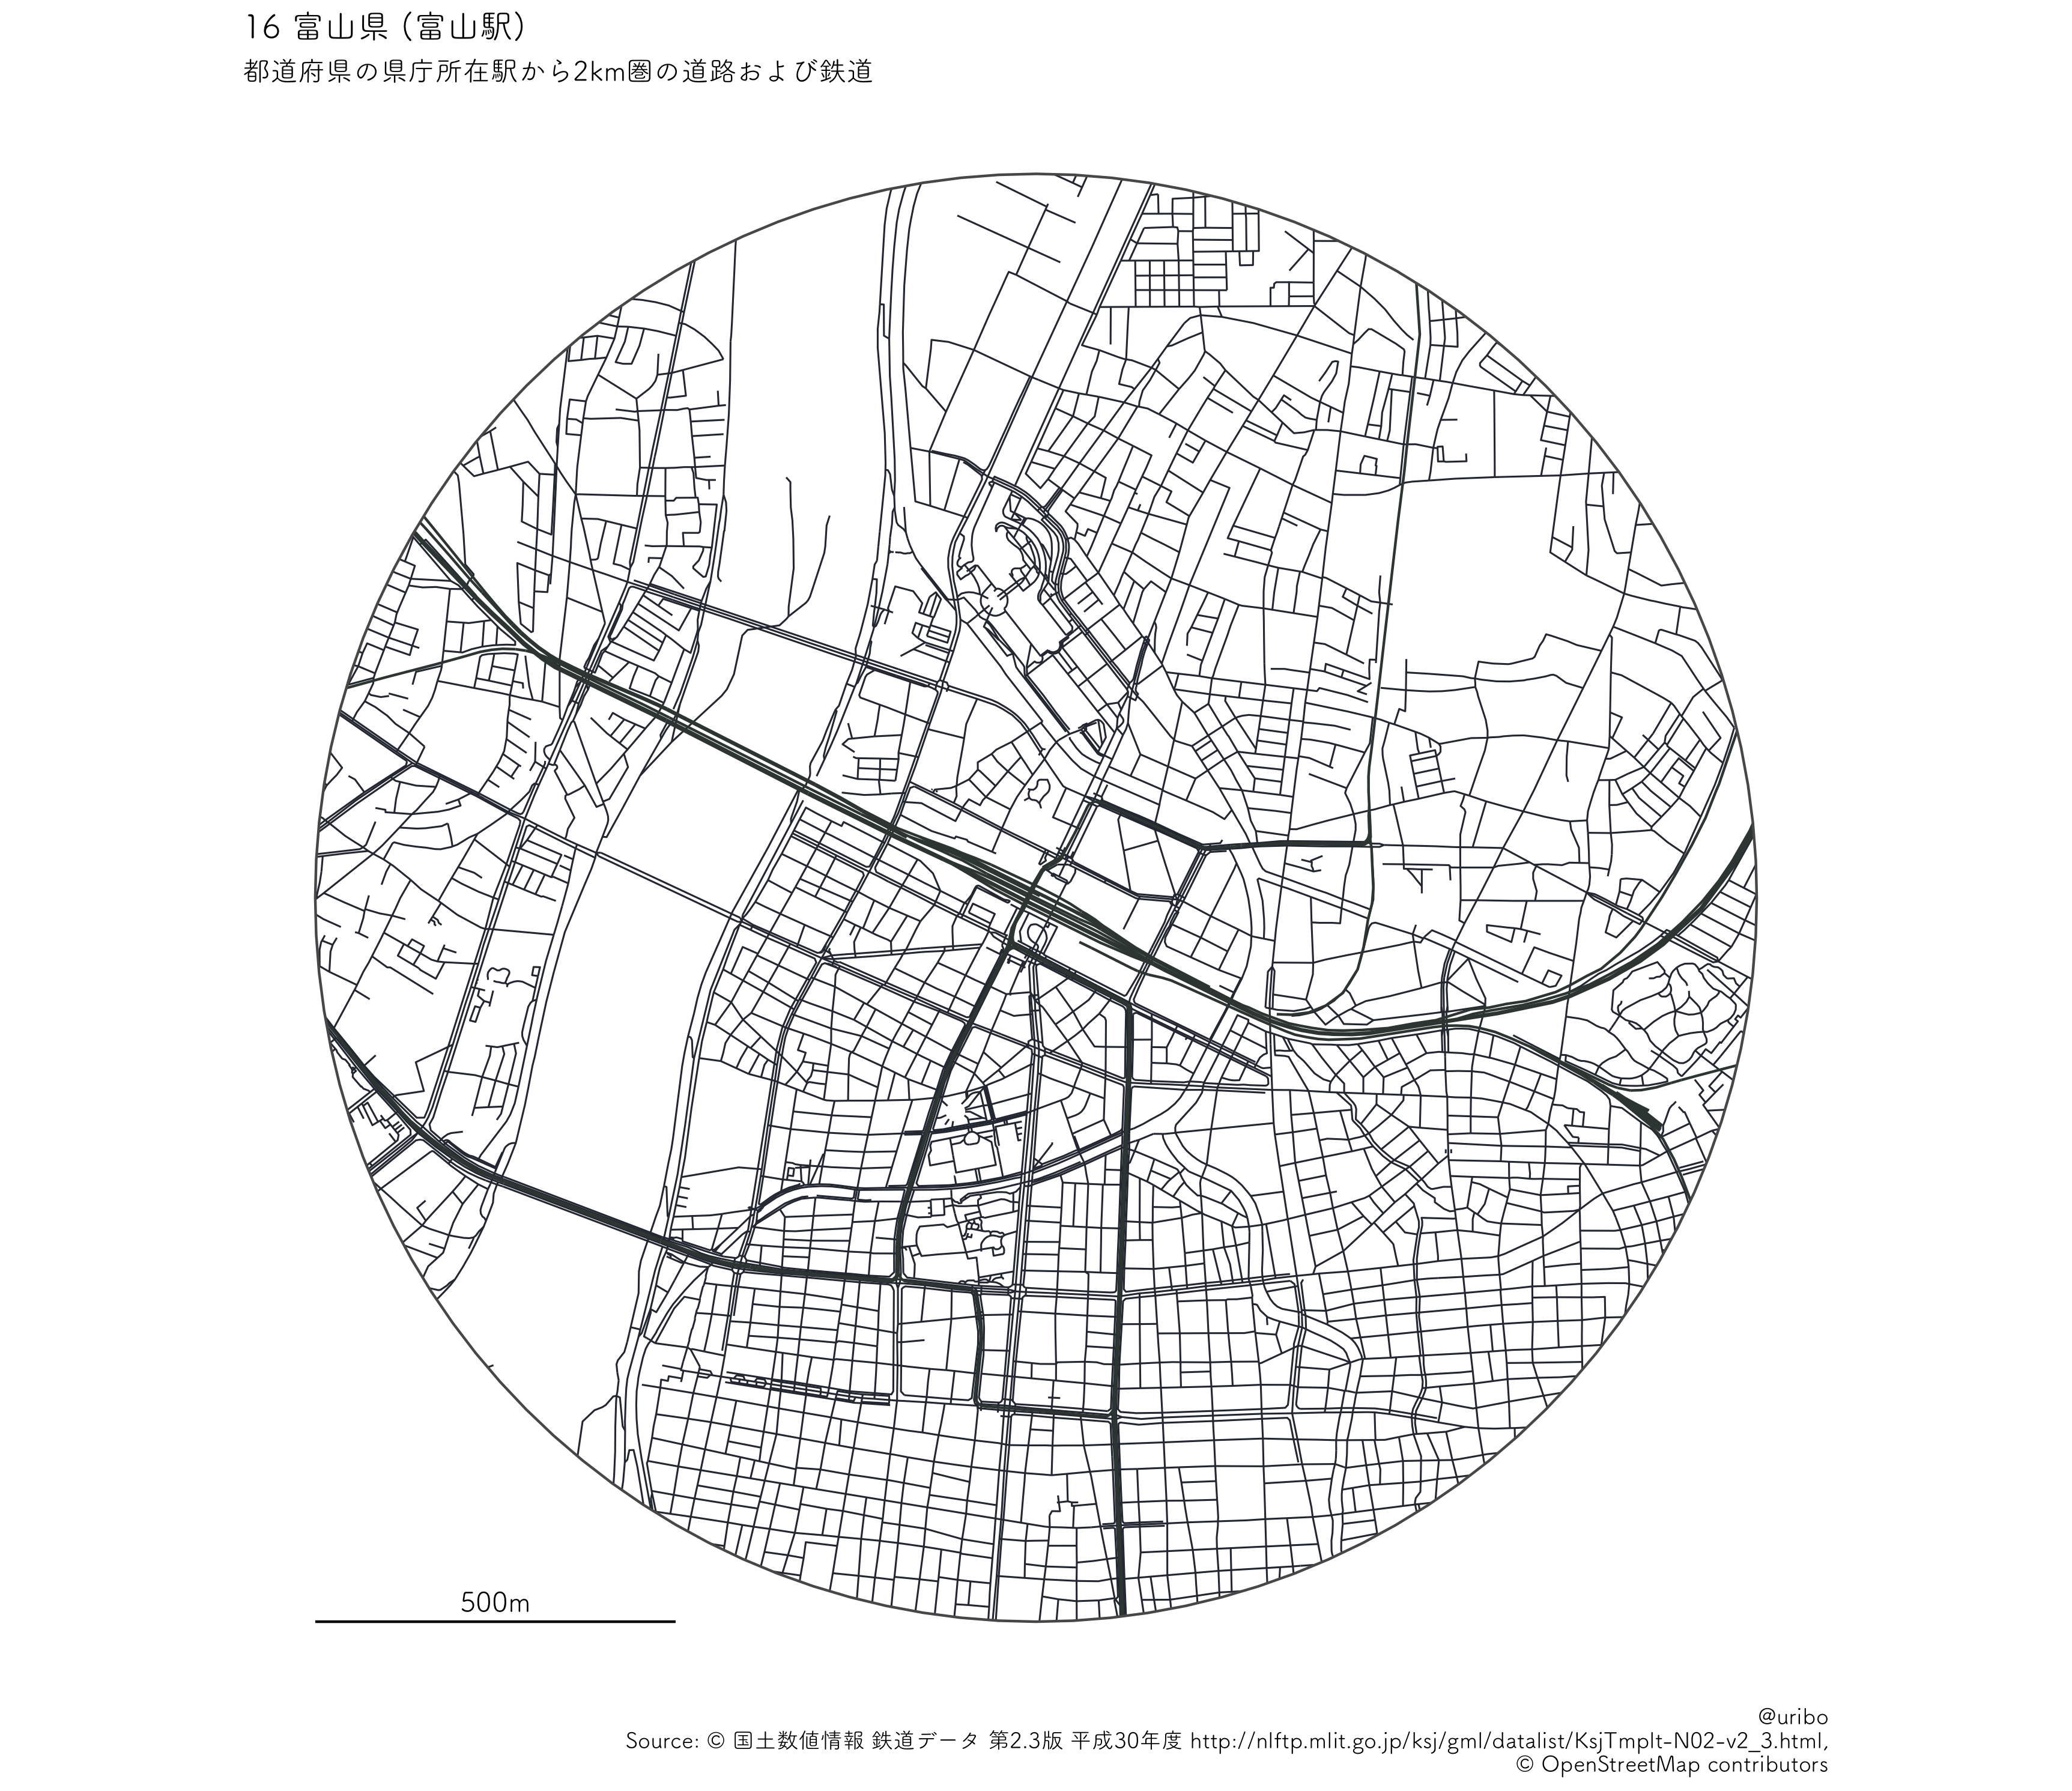 16 富山県 (富山駅)
都道府県の県庁所在駅から2km圏の道路および鉄道
500m
@uribo
Source: © 国土数値情報 鉄道データ 第2.3版 平成30年度 http://nlftp.mlit.go.jp/ksj/gml/datalist/KsjTmplt-N02-v2_3.html,
© OpenStreetMap contributors